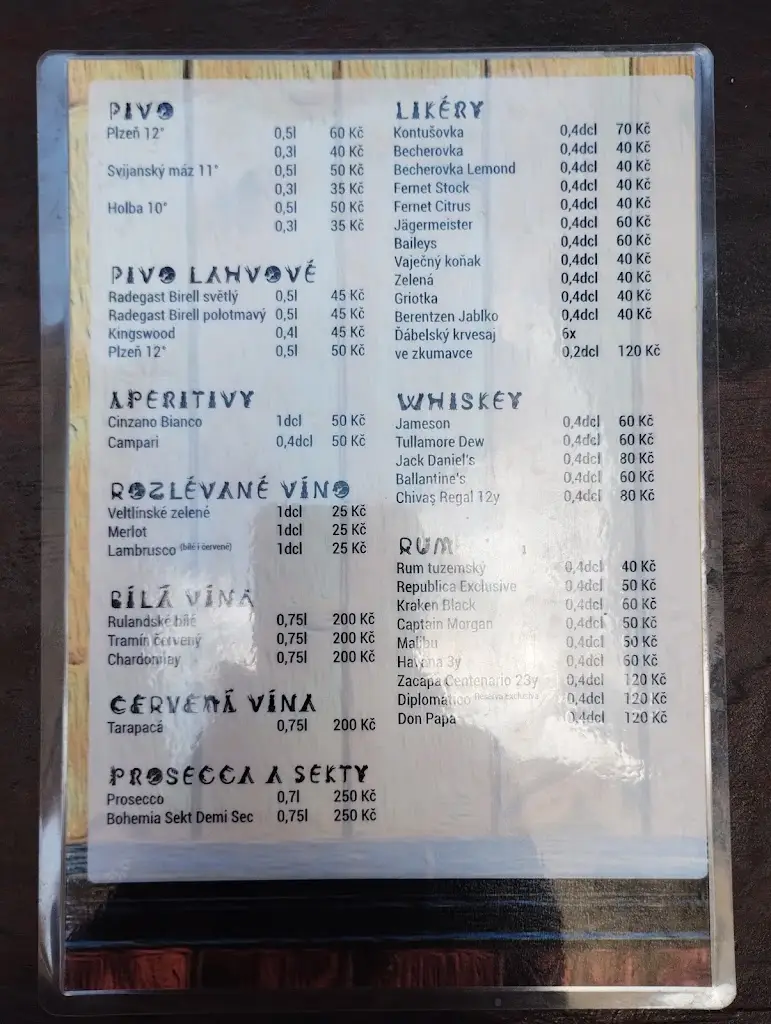 PIVO
Plzeň 12° 0,5l 60 Kč
0,3l 40 Kč
Svijanský máz 11° 0,5l 50 Kč
0,3l 35 Kč
Holba 10° 0,5l 50 Kč
0,3l 35 Kč
PIVO LAHVOVÉ
Radegast Birell světlý 0,5l 45 Kč
Radegast Birell polotmavý 0,5l 45 Kč
Kingswood 0,4l 45 Kč
Plzeň 12° 0,5l 50 Kč
APERITIVY
Cinzano Bianco 1dcl 50 Kč
Campari 0,4dcl 50 Kč
ROZLÉVANÉ VÍNO
Veltlínské zelené 1dcl 25 Kč
Merlot 1dcl 25 Kč
Lambrusco (bílé i červené) 1dcl 25 Kč
BÍLÁ VÍNA
Rulandské bílé 0,75l 200 Kč
Tramín červený 0,75l 200 Kč
Chardonnay 0,75l 200 Kč
ČERVENÁ VÍNA
Tarapacá 0,75l 200 Kč
PROSECCA A SEKTY
Prosecco 0,7l 250 Kč
Bohemia Sekt Demi Sec 0,75l 250 Kč
LIKÉRY
Kontušovka 0,4dcl 70 Kč
Becherovka 0,4dcl 40 Kč
Becherovka Lemond 0,4dcl 40 Kč
Fernet Stock 0,4dcl 40 Kč
Fernet Citrus 0,4dcl 40 Kč
Jägermeister 0,4dcl 60 Kč
Baileys 0,4dcl 60 Kč
Vaječný koňak 0,4dcl 40 Kč
Zelená 0,4dcl 40 Kč
Griotka 0,4dcl 40 Kč
Berentzen Jablko 0,4dcl 40 Kč
Ďábelský krvesaj 6x
ve zkumavce 0,2dcl 120 Kč
WHISKEY
Jameson 0,4dcl 60 Kč
Tullamore Dew 0,4dcl 60 Kč
Jack Daniel's 0,4dcl 80 Kč
Ballantine's 0,4dcl 60 Kč
Chivas Regal 12y 0,4dcl 80 Kč
RUM
Rum tuzemský 0,4dcl 40 Kč
Republica Exclusive 0,4dcl 50 Kč
Kraken Black 0,4dcl 60 Kč
Captain Morgan 0,4dcl 50 Kč
Malibu 0,4dcl 50 Kč
Havana 3y 0,4dcl 60 Kč
Zacapa Centenario 23y 0,4dcl 120 Kč
Diplomático Reserva Exclusiva 0,4dcl 120 Kč
Don Papa 0,4dcl 120 Kč